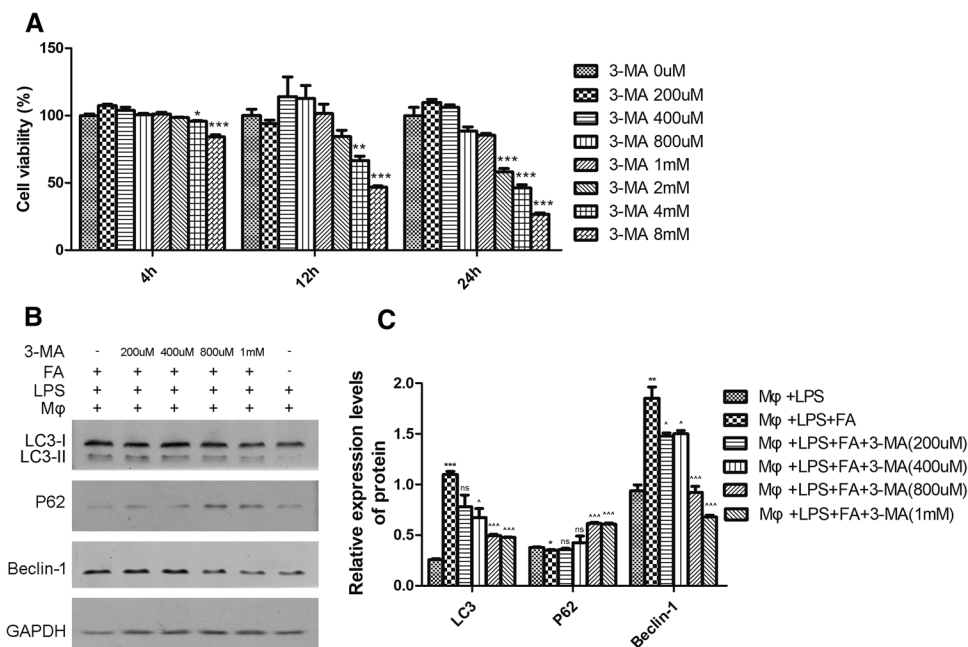 A
Cell viability (%)
150
100
50
0
*
***
**
***
***
***
***
4h
12h
24h
3-MA 0uM
3-MA 200uM
3-MA 400uM
3-MA 800uM
3-MA 1mM
3-MA 2mM
3-MA 4mM
3-MA 8mM
B
3-MA - 200uM 400uM 800uM 1mM -
FA + + + + + -
LPS + + + + + +
Mφ + + + + + +
LC3-I
LC3-II
P62
Beclin-1
GAPDH
C
Relative expression levels
of protein
2.0
1.5
1.0
0.5
0.0
***
ns
^
^^^
^^^
*
ns
ns
^^^
^^^
**
^
^
^^^
^^^
LC3
P62
Beclin-1
Mφ +LPS
Mφ +LPS+FA
Mφ +LPS+FA+3-MA(200uM)
Mφ +LPS+FA+3-MA(400uM)
Mφ +LPS+FA+3-MA(800uM)
Mφ +LPS+FA+3-MA(1mM)